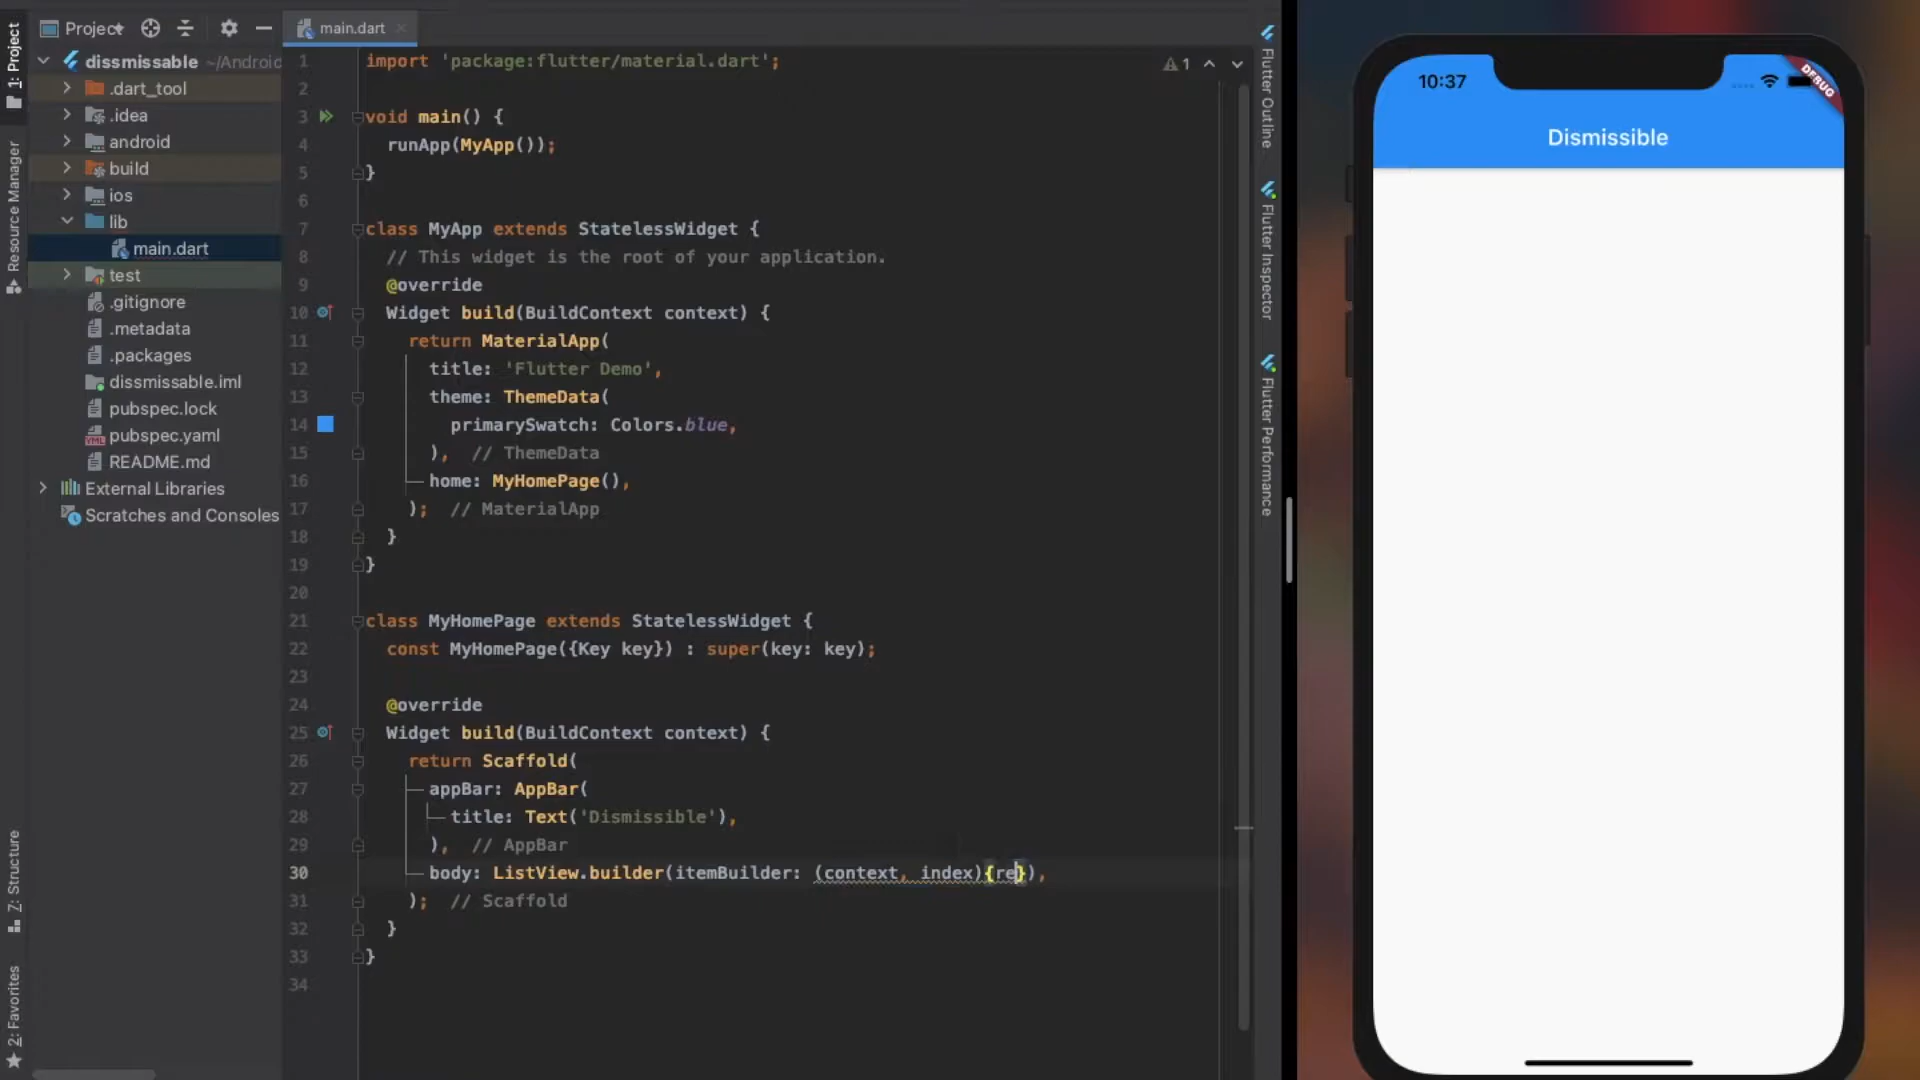 Project
main.dart
1: Project
Resource Manager
Z: Structure
2: Favorites
dissmissable ~/Androic
.dart_tool
.idea
android
build
ios
lib
main.dart
test
.gitignore
.metadata
.packages
dissmissable.iml
pubspec.lock
pubspec.yaml
README.md
External Libraries
Scratches and Consoles
1 import 'package:flutter/material.dart';
2
3 void main() {
4 runApp(MyApp());
5 }
6
7 class MyApp extends StatelessWidget {
8 // This widget is the root of your application.
9 @override
10 Widget build(BuildContext context) {
11 return MaterialApp(
12 title: 'Flutter Demo',
13 theme: ThemeData(
14 primarySwatch: Colors.blue,
15 ), // ThemeData
16 home: MyHomePage(),
17 ); // MaterialApp
18 }
19 }
20
21 class MyHomePage extends StatelessWidget {
22 const MyHomePage({Key key}) : super(key: key);
23
24 @override
25 Widget build(BuildContext context) {
26 return Scaffold(
27 appBar: AppBar(
28 title: Text('Dismissible'),
29 ), // AppBar
30 body: ListView.builder(itemBuilder: (context, index){re}),
31 ); // Scaffold
32 }
33 }
34
1
Flutter Outline
Flutter Inspector
Flutter Performance
10:37
DEBUG
Dismissible